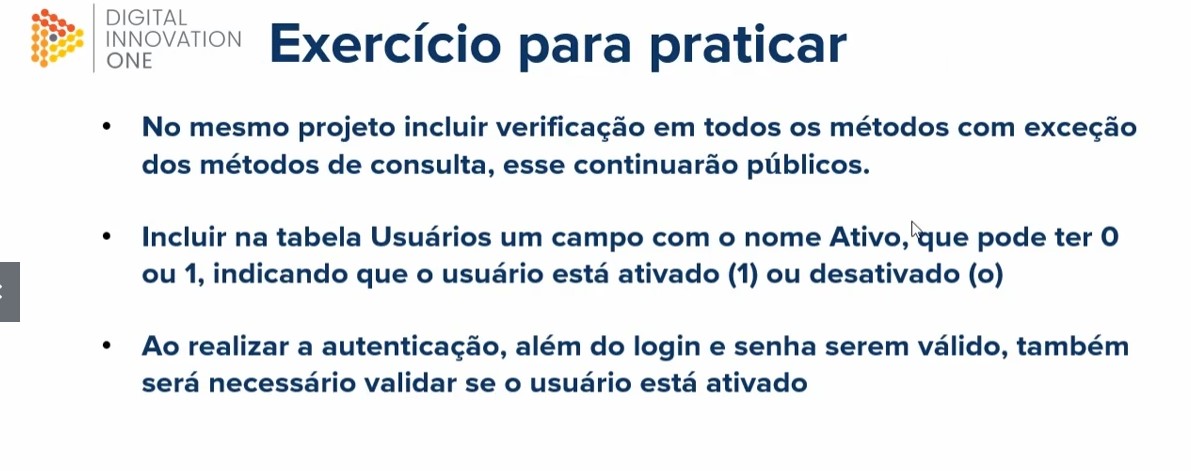 DIGITAL
INNOVATION
ONE
Exercício para praticar
• No mesmo projeto incluir verificação em todos os métodos com exceção
dos métodos de consulta, esse continuarão públicos.
• Incluir na tabela Usuários um campo com o nome Ativo, que pode ter 0
ou 1, indicando que o usuário está ativado (1) ou desativado (o)
• Ao realizar a autenticação, além do login e senha serem válido, também
será necessário validar se o usuário está ativado